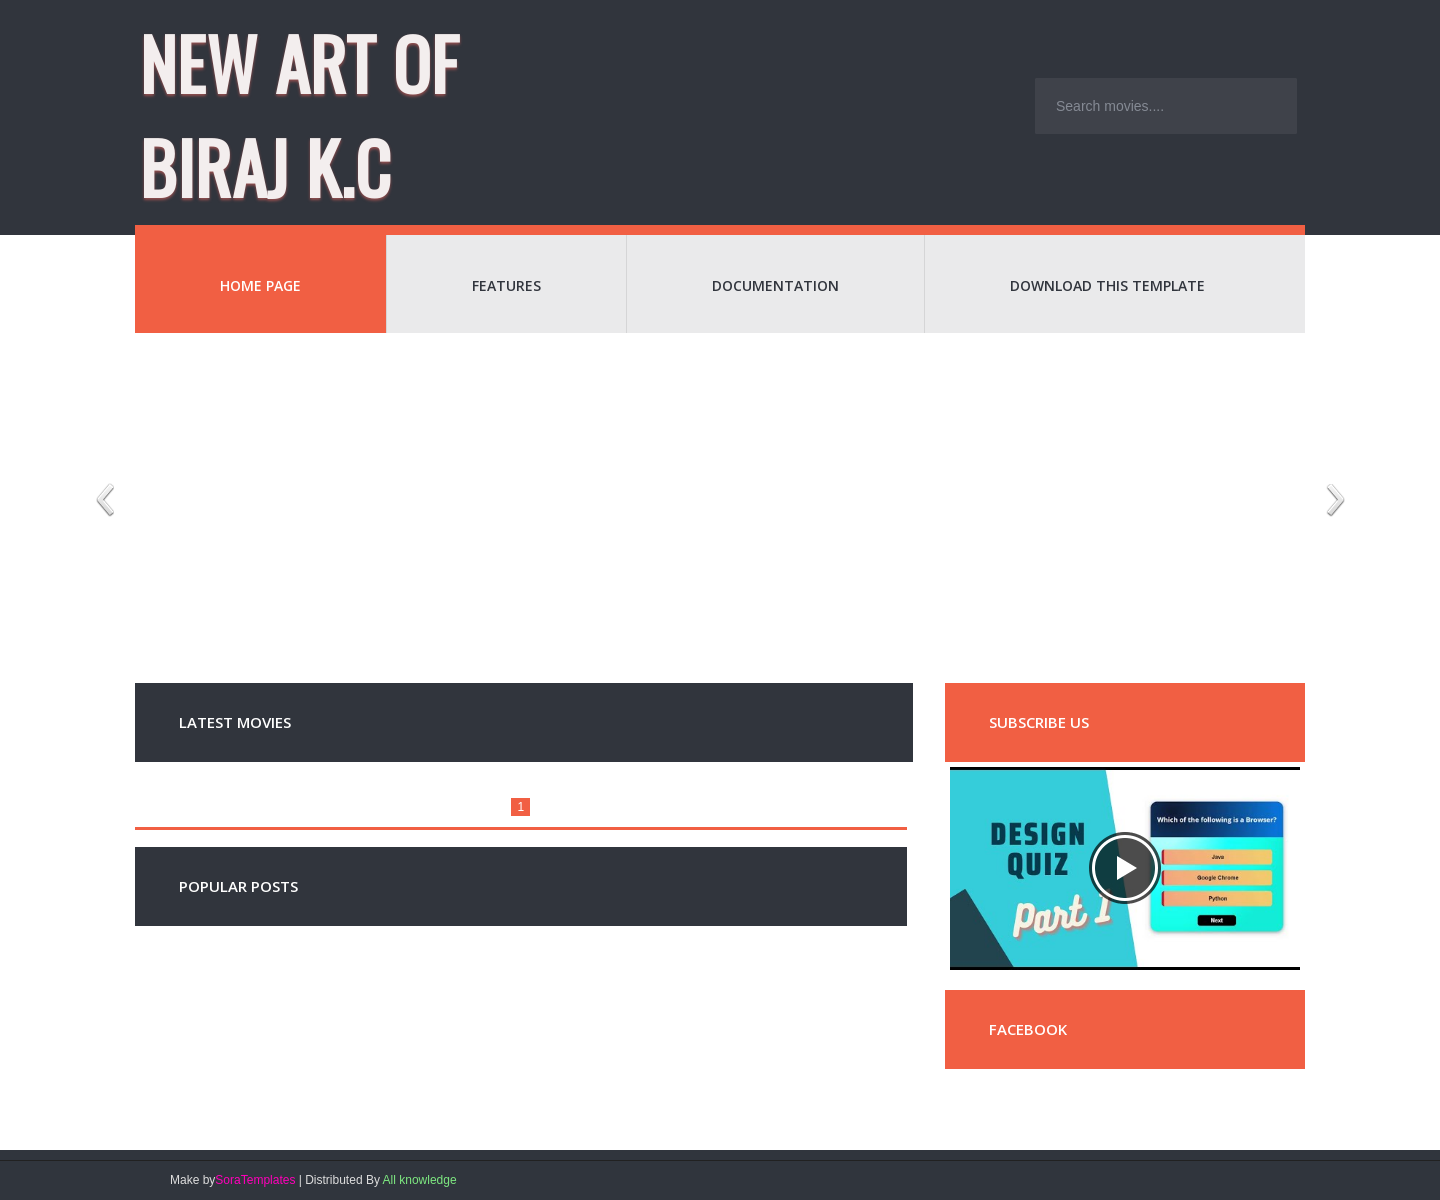 NEW ART OF
BIRAJ K.C
Search movies....
HOME PAGE
FEATURES
DOCUMENTATION
DOWNLOAD THIS TEMPLATE
LATEST MOVIES
1
POPULAR POSTS
SUBSCRIBE US
DESIGN
QUIZ
Part 1
Which of the following is a Browser?
Java
Google Chrome
Python
Next
FACEBOOK
Make bySoraTemplates | Distributed By All knowledge